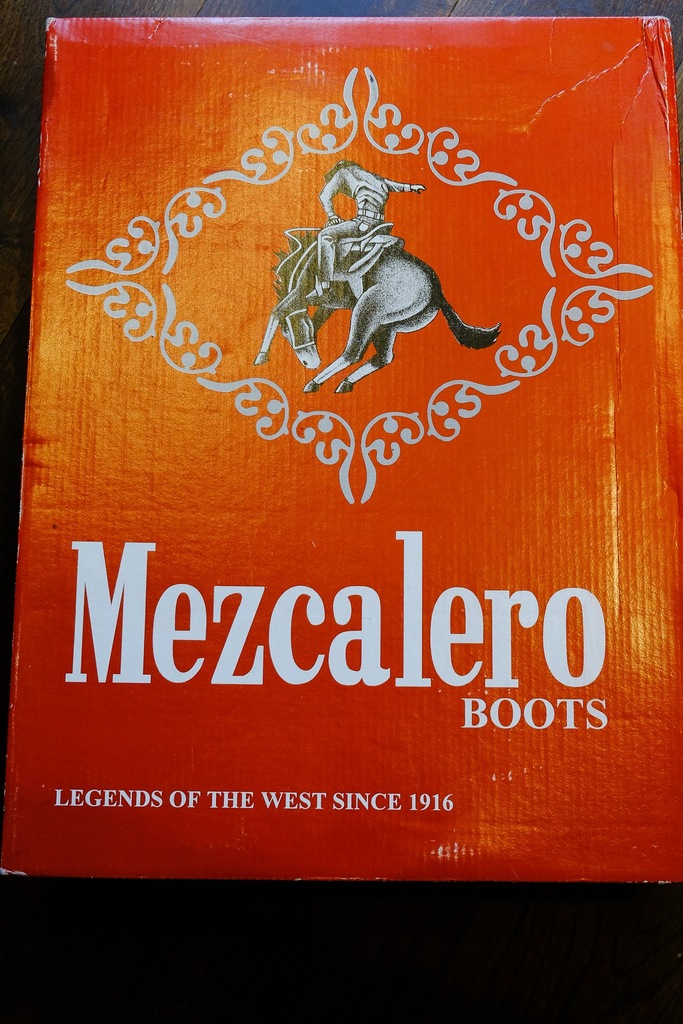 Mezcalero
BOOTS
LEGENDS OF THE WEST SINCE 1916